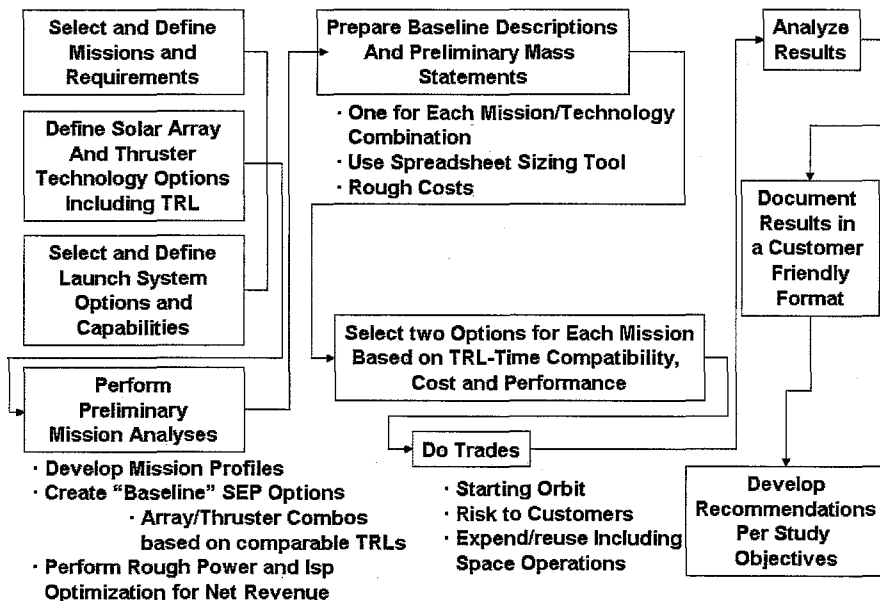 Select and Define
Missions and
Requirements
Define Solar Array
And Thruster
Technology Options
Including TRL
Select and Define
Launch System
Options and
Capabilities
Perform
Preliminary
Mission Analyses
· Develop Mission Profiles
· Create “Baseline” SEP Options
· Array/Thruster Combos
based on comparable TRLs
· Perform Rough Power and Isp
Optimization for Net Revenue
Prepare Baseline Descriptions
And Preliminary Mass
Statements
· One for Each Mission/Technology
Combination
· Use Spreadsheet Sizing Tool
· Rough Costs
Select two Options for Each Mission
Based on TRL-Time Compatibility,
Cost and Performance
Do Trades
· Starting Orbit
· Risk to Customers
· Expend/reuse Including
Space Operations
Analyze
Results
Document
Results in
a Customer
Friendly
Format
Develop
Recommendations
Per Study
Objectives